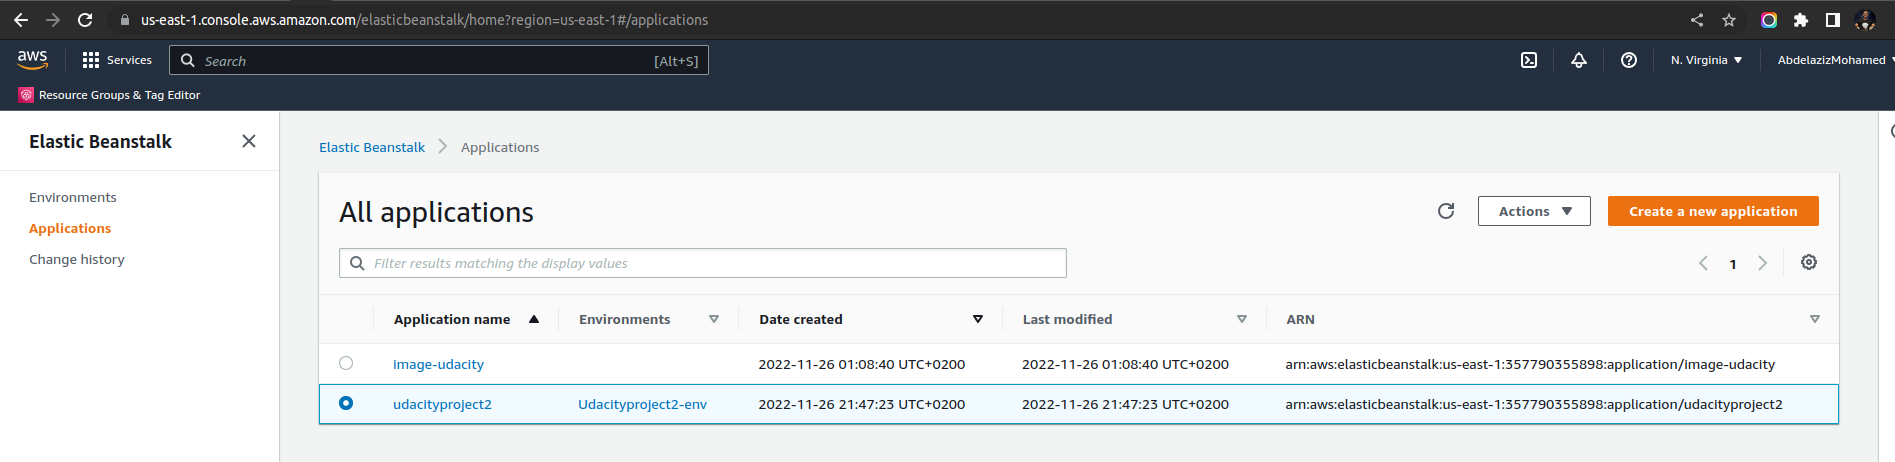 us-east-1.console.aws.amazon.com/elasticbeanstalk/home?region=us-east-1#/applications
aws Services Search [Alt+S] N. Virginia AbdelazizMohamed
Resource Groups & Tag Editor
Elastic Beanstalk
Environments
Applications
Change history
Elastic Beanstalk Applications
All applications
Actions Create a new application
Filter results matching the display values
1
Application name Environments Date created Last modified ARN
image-udacity 2022-11-26 01:08:40 UTC+0200 2022-11-26 01:08:40 UTC+0200 arn:aws:elasticbeanstalk:us-east-1:357790355898:application/image-udacity
udacityproject2 Udacityproject2-env 2022-11-26 21:47:23 UTC+0200 2022-11-26 21:47:23 UTC+0200 arn:aws:elasticbeanstalk:us-east-1:357790355898:application/udacityproject2